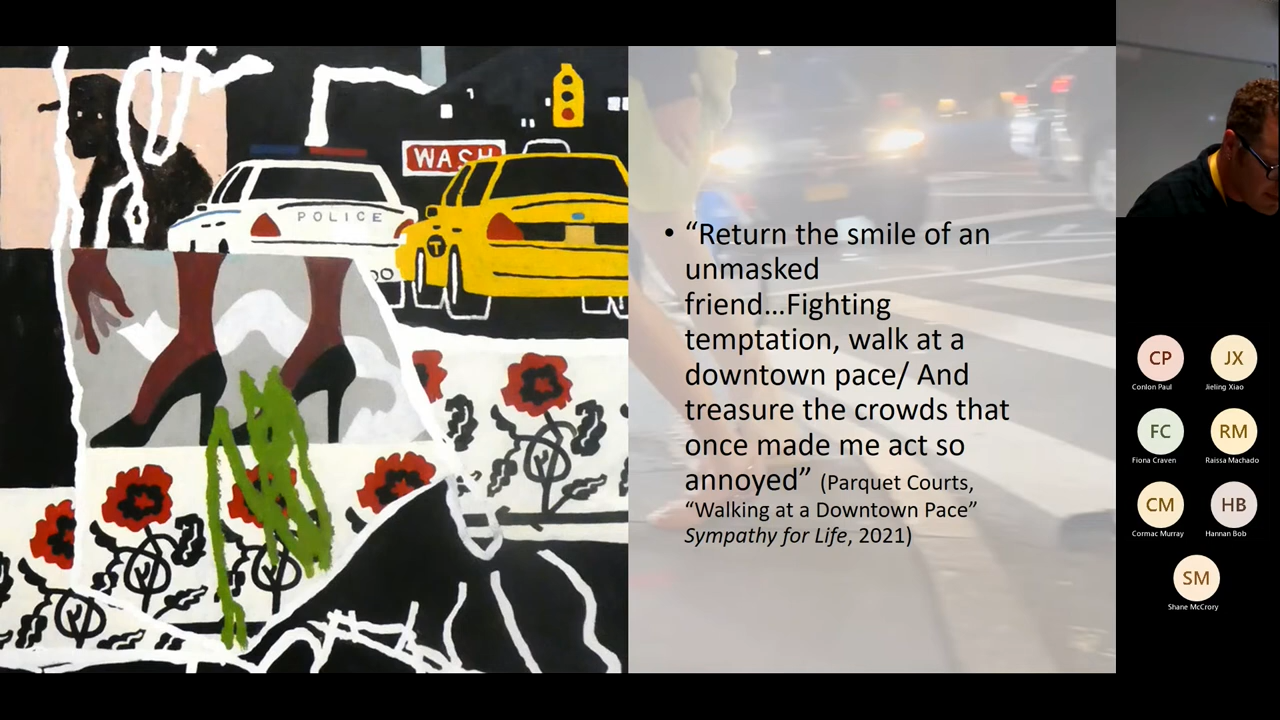 POLICE
WASH
T
• “Return the smile of an
unmasked
friend…Fighting
temptation, walk at a
downtown pace/ And
treasure the crowds that
once made me act so
annoyed” (Parquet Courts,
“Walking at a Downtown Pace”
Sympathy for Life, 2021)
CP
Conlon Paul
JX
Jieling Xiao
FC
Fiona Craven
RM
Raissa Machado
CM
Cormac Murray
HB
Hannan Bob
SM
Shane McCrory